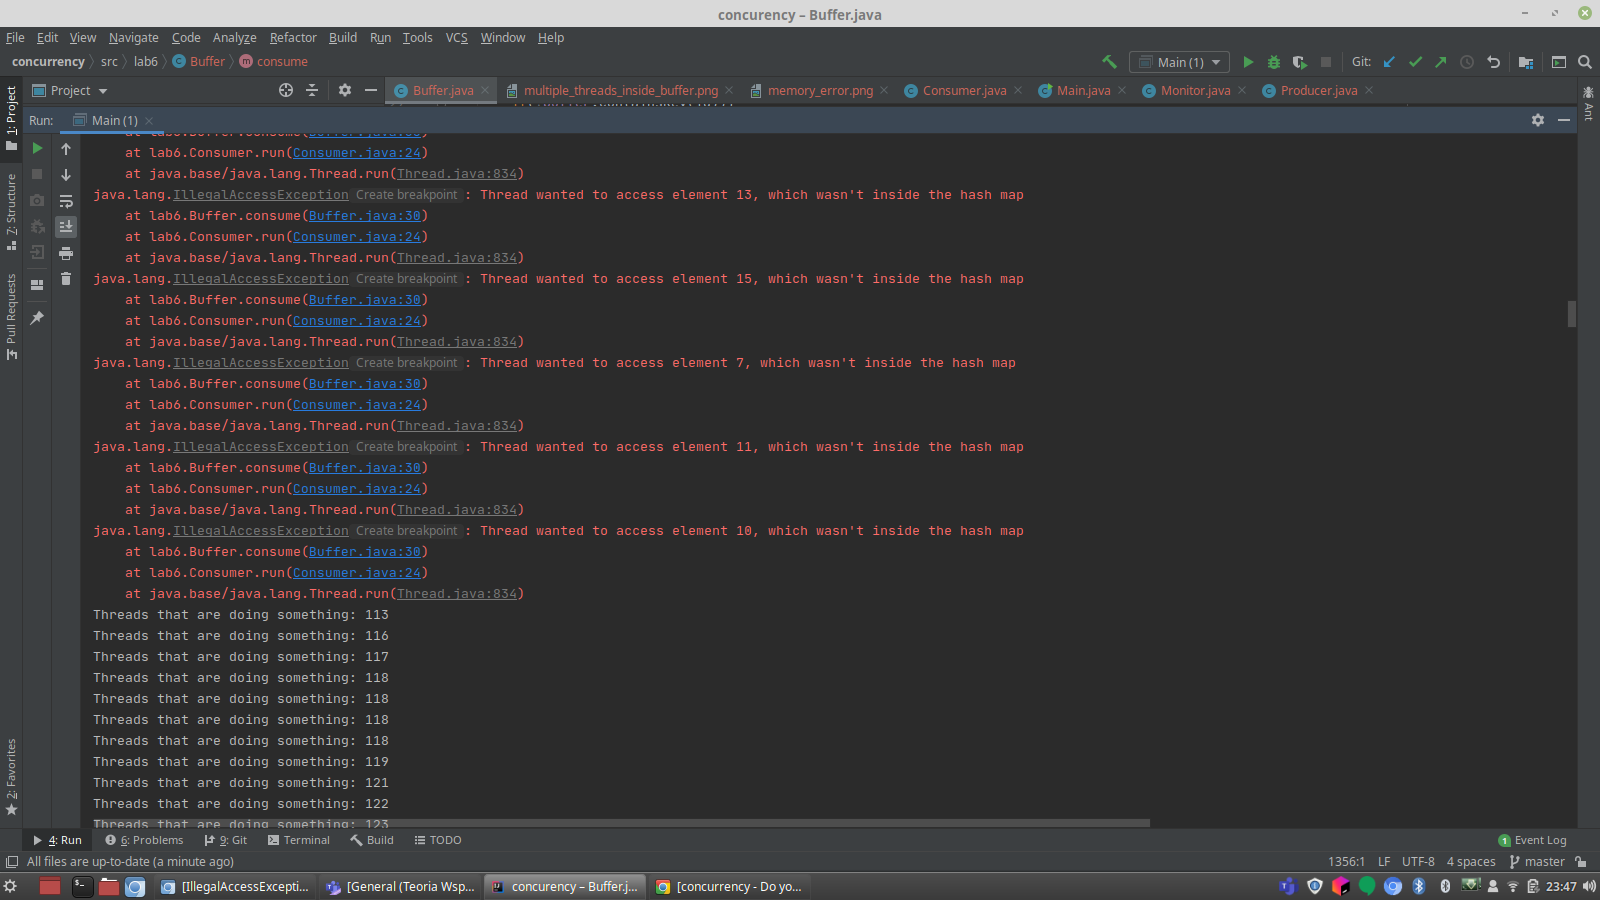 concurency – Buffer.java
File Edit View Navigate Code Analyze Refactor Build Run Tools VCS Window Help
concurrency src lab6 Buffer consume
Main (1) Git:
Project Buffer.java multiple_threads_inside_buffer.png memory_error.png Consumer.java Main.java Monitor.java Producer.java
Run: Main (1)
1: Project
7: Structure
Pull Requests
2: Favorites
Ant
at lab6.Consumer.run(Consumer.java:24)
at java.base/java.lang.Thread.run(Thread.java:834)
java.lang.IllegalAccessException Create breakpoint : Thread wanted to access element 13, which wasn't inside the hash map
at lab6.Buffer.consume(Buffer.java:30)
at lab6.Consumer.run(Consumer.java:24)
at java.base/java.lang.Thread.run(Thread.java:834)
java.lang.IllegalAccessException Create breakpoint : Thread wanted to access element 15, which wasn't inside the hash map
at lab6.Buffer.consume(Buffer.java:30)
at lab6.Consumer.run(Consumer.java:24)
at java.base/java.lang.Thread.run(Thread.java:834)
java.lang.IllegalAccessException Create breakpoint : Thread wanted to access element 7, which wasn't inside the hash map
at lab6.Buffer.consume(Buffer.java:30)
at lab6.Consumer.run(Consumer.java:24)
at java.base/java.lang.Thread.run(Thread.java:834)
java.lang.IllegalAccessException Create breakpoint : Thread wanted to access element 11, which wasn't inside the hash map
at lab6.Buffer.consume(Buffer.java:30)
at lab6.Consumer.run(Consumer.java:24)
at java.base/java.lang.Thread.run(Thread.java:834)
java.lang.IllegalAccessException Create breakpoint : Thread wanted to access element 10, which wasn't inside the hash map
at lab6.Buffer.consume(Buffer.java:30)
at lab6.Consumer.run(Consumer.java:24)
at java.base/java.lang.Thread.run(Thread.java:834)
Threads that are doing something: 113
Threads that are doing something: 116
Threads that are doing something: 117
Threads that are doing something: 118
Threads that are doing something: 118
Threads that are doing something: 118
Threads that are doing something: 118
Threads that are doing something: 119
Threads that are doing something: 121
Threads that are doing something: 122
Threads that are doing something: 123
4: Run 6: Problems 9: Git Terminal Build TODO 1 Event Log
All files are up-to-date (a minute ago) 1356:1 LF UTF-8 4 spaces master
[IllegalAccessExcepti... [General (Teoria Wsp... concurency – Buffer.j... [concurrency - Do yo... 23:47